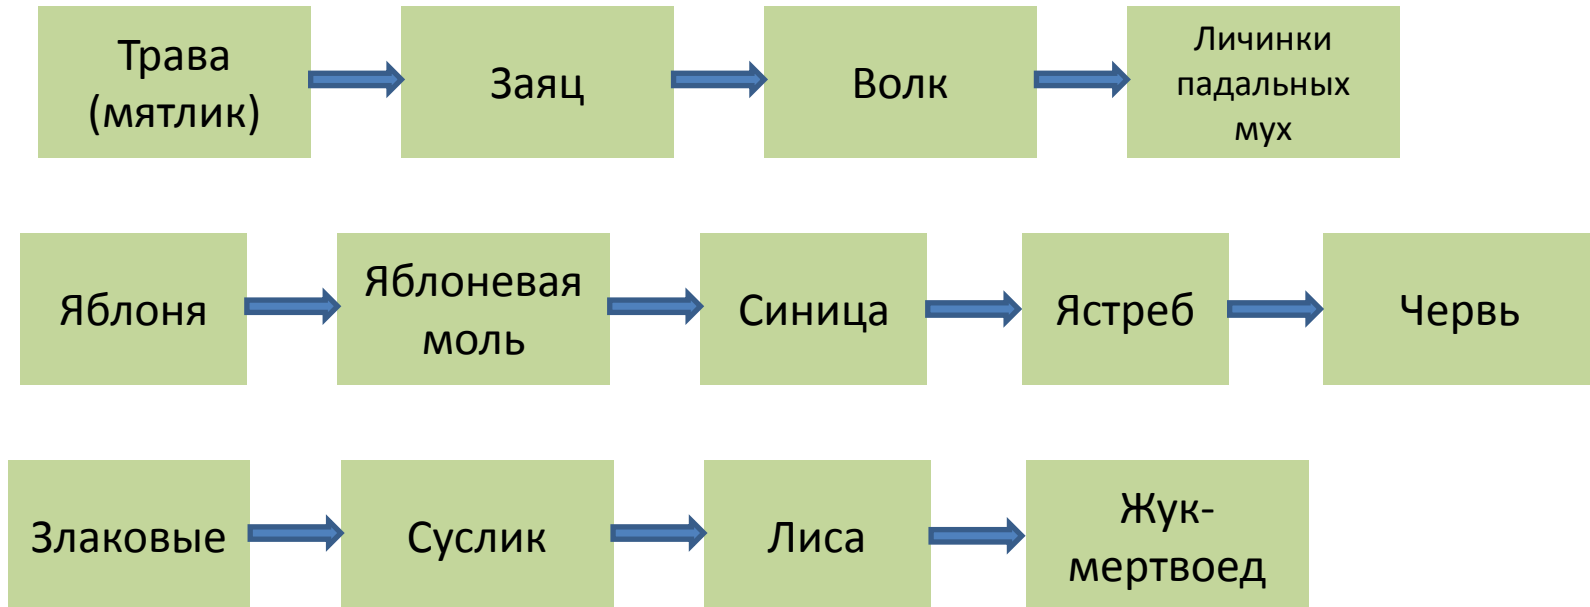 Трава
(мятлик)
Заяц
Волк
Личинки
падальных
мух
Яблоня
Яблоневая
моль
Синица
Ястреб
Червь
Злаковые
Суслик
Лиса
Жук-
мертвоед